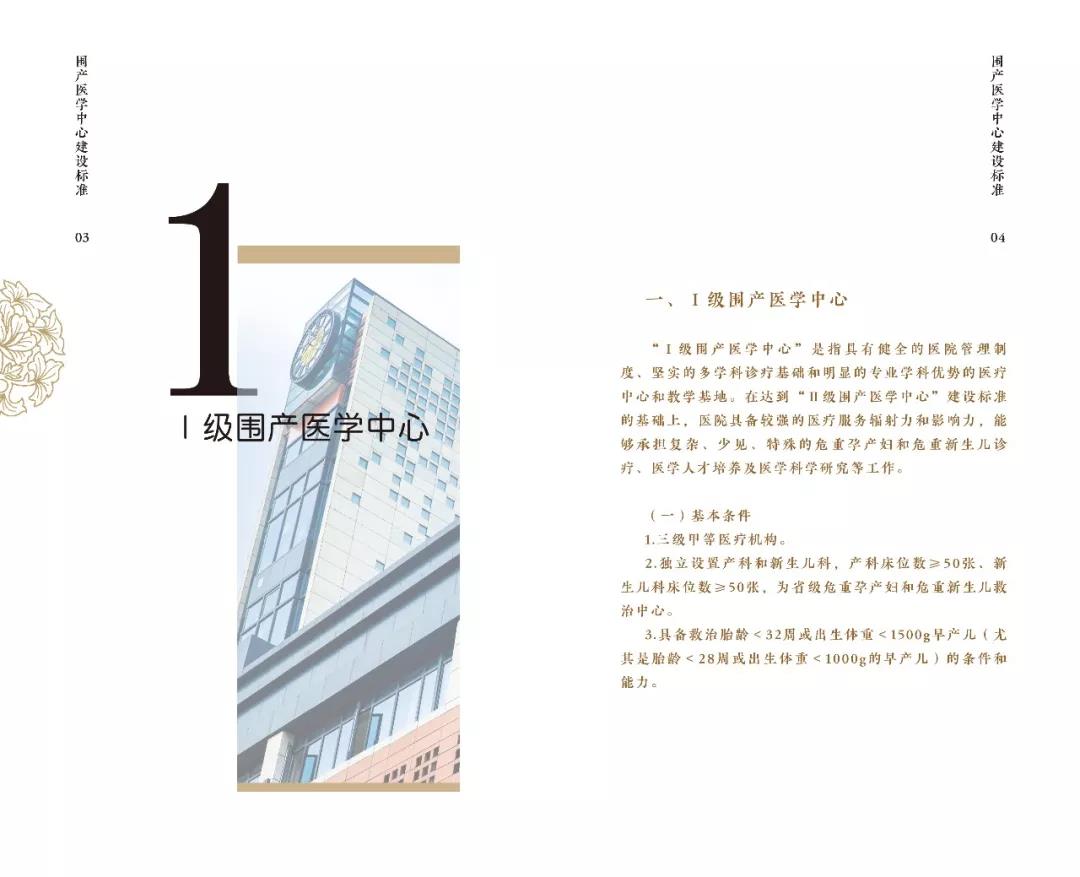 围产医学中心建设标准
03
1
Ⅰ级围产医学中心
围产医学中心建设标准
04
一、Ⅰ级围产医学中心
“Ⅰ级围产医学中心”是指具有健全的医院管理制
度、坚实的多学科诊疗基础和明显的专业学科优势的医疗
中心和教学基地。在达到“Ⅱ级围产医学中心”建设标准
的基础上，医院具备较强的医疗服务辐射力和影响力，能
够承担复杂、少见、特殊的危重孕产妇和危重新生儿诊
疗、医学人才培养及医学科学研究等工作。
（一）基本条件
1.三级甲等医疗机构。
2.独立设置产科和新生儿科，产科床位数≥50张、新
生儿科床位数≥50张，为省级危重孕产妇和危重新生儿救
治中心。
3.具备救治胎龄<32周或出生体重<1500g早产儿（尤
其是胎龄<28周或出生体重<1000g的早产儿）的条件和
能力。